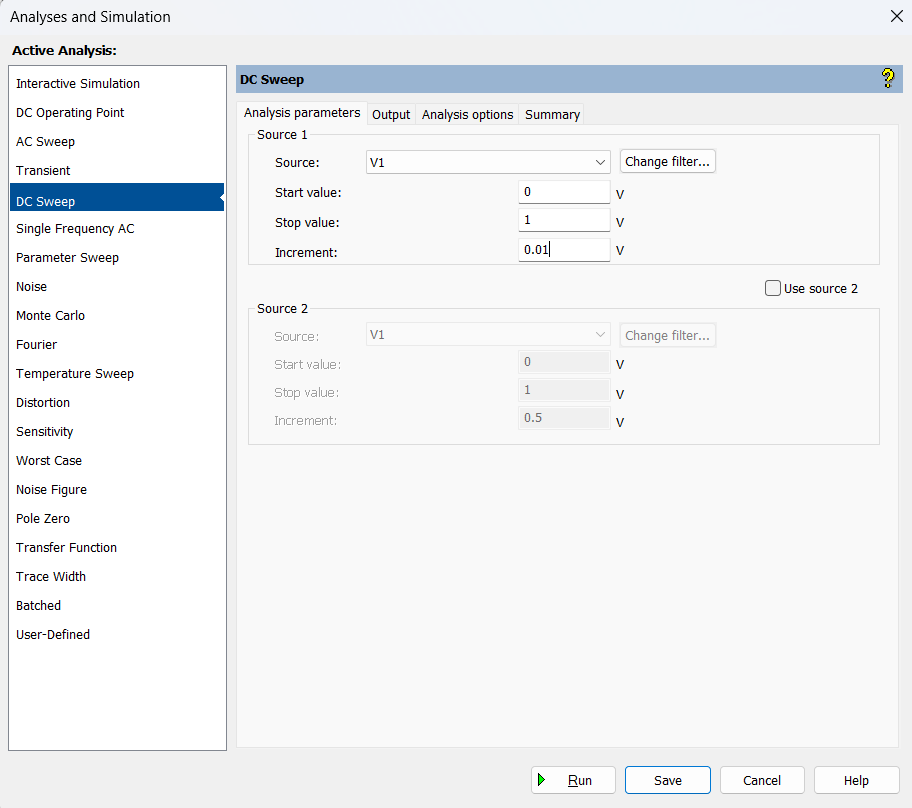 Analyses and Simulation
Active Analysis:
Interactive Simulation
DC Operating Point
AC Sweep
Transient
DC Sweep
Single Frequency AC
Parameter Sweep
Noise
Monte Carlo
Fourier
Temperature Sweep
Distortion
Sensitivity
Worst Case
Noise Figure
Pole Zero
Transfer Function
Trace Width
Batched
User-Defined
DC Sweep
?
Analysis parameters Output Analysis options Summary
Source 1
Source: V1 Change filter...
Start value: 0 V
Stop value: 1 V
Increment: 0.01 V
Use source 2
Source 2
Source: V1 Change filter...
Start value: 0 V
Stop value: 1 V
Increment: 0.5 V
Run Save Cancel Help